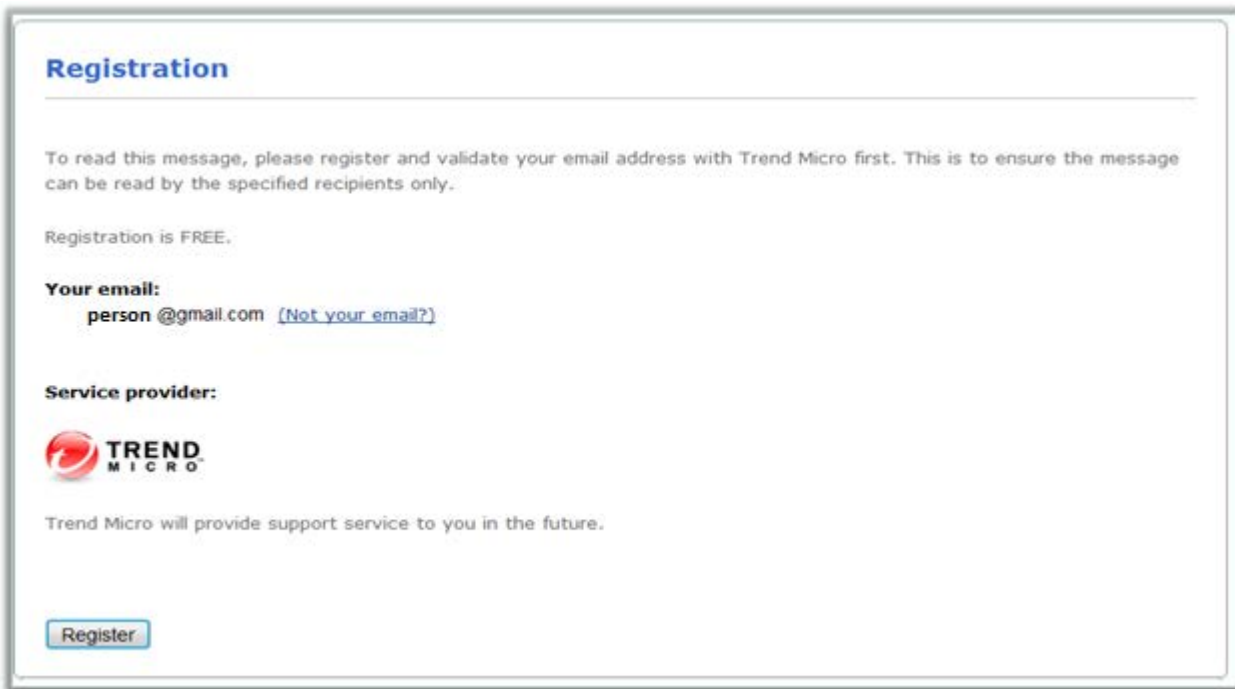 Registration
To read this message, please register and validate your email address with Trend Micro first. This is to ensure the message
can be read by the specified recipients only.
Registration is FREE.
Your email:
person @gmail.com (Not your email?)
Service provider:
TREND
MICRO™
Trend Micro will provide support service to you in the future.
Register